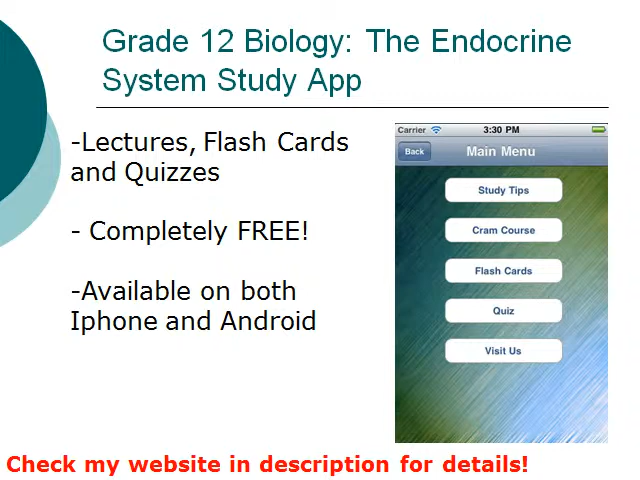 Grade 12 Biology: The Endocrine
System Study App
-Lectures, Flash Cards
and Quizzes
- Completely FREE!
-Available on both
Iphone and Android
Carrier 3:30 PM
Back Main Menu
Study Tips
Cram Course
Flash Cards
Quiz
Visit Us
Check my website in description for details!